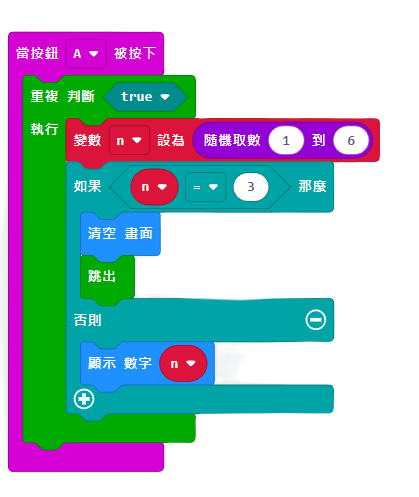 當按鈕 A 被按下
重複 判斷 true
執行 變數 n 設為 隨機取數 1 到 6
如果 n = 3 那麼
清空 畫面
跳出
否則
顯示 數字 n